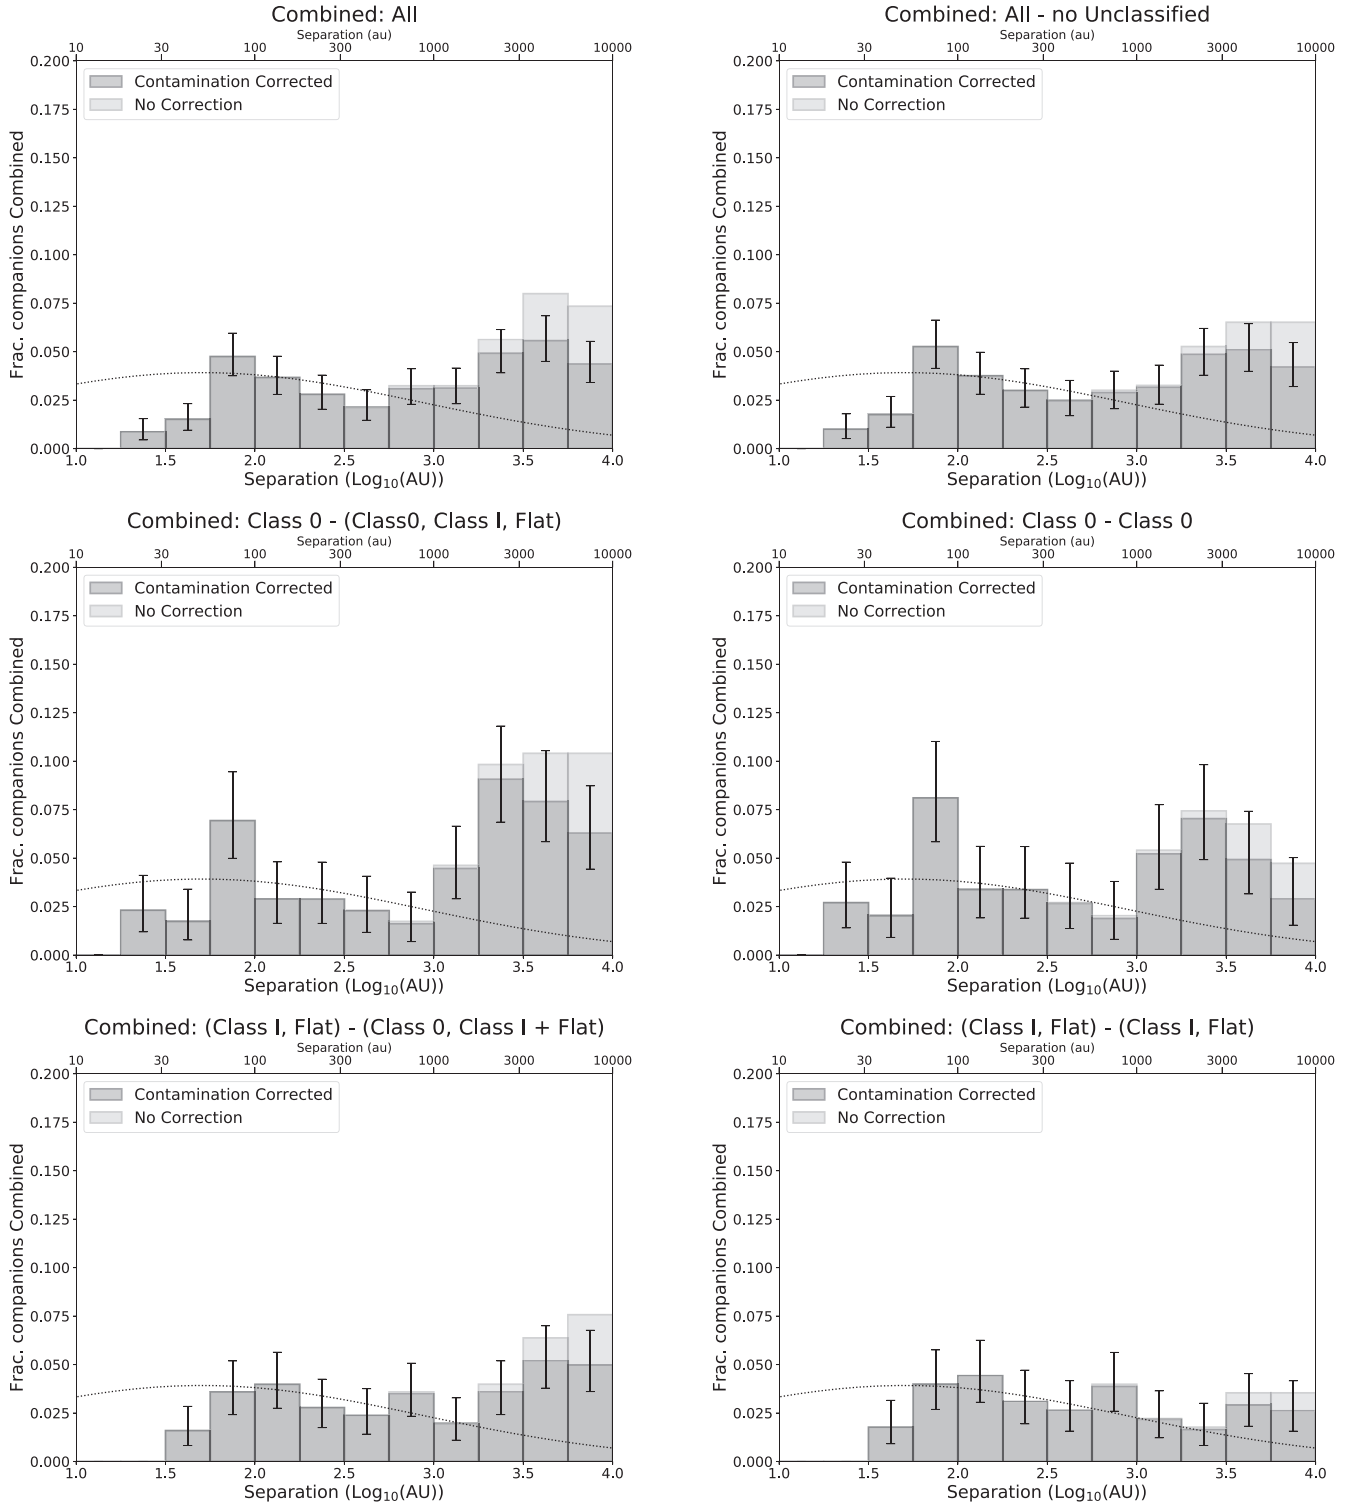 Combined: All
Separation (au)
10 30 100 300 1000 3000 10000
Contamination Corrected
No Correction
Frac. companions Combined
0.200
0.175
0.150
0.125
0.100
0.075
0.050
0.025
0.000
1.0 1.5 2.0 2.5 3.0 3.5 4.0
Separation (Log10(AU))
Combined: All - no Unclassified
Separation (au)
10 30 100 300 1000 3000 10000
Contamination Corrected
No Correction
Frac. companions Combined
0.200
0.175
0.150
0.125
0.100
0.075
0.050
0.025
0.000
1.0 1.5 2.0 2.5 3.0 3.5 4.0
Separation (Log10(AU))
Combined: Class 0 - (Class0, Class I, Flat)
Separation (au)
10 30 100 300 1000 3000 10000
Contamination Corrected
No Correction
Frac. companions Combined
0.200
0.175
0.150
0.125
0.100
0.075
0.050
0.025
0.000
1.0 1.5 2.0 2.5 3.0 3.5 4.0
Separation (Log10(AU))
Combined: Class 0 - Class 0
Separation (au)
10 30 100 300 1000 3000 10000
Contamination Corrected
No Correction
Frac. companions Combined
0.200
0.175
0.150
0.125
0.100
0.075
0.050
0.025
0.000
1.0 1.5 2.0 2.5 3.0 3.5 4.0
Separation (Log10(AU))
Combined: (Class I, Flat) - (Class 0, Class I + Flat)
Separation (au)
10 30 100 300 1000 3000 10000
Contamination Corrected
No Correction
Frac. companions Combined
0.200
0.175
0.150
0.125
0.100
0.075
0.050
0.025
0.000
1.0 1.5 2.0 2.5 3.0 3.5 4.0
Separation (Log10(AU))
Combined: (Class I, Flat) - (Class I, Flat)
Separation (au)
10 30 100 300 1000 3000 10000
Contamination Corrected
No Correction
Frac. companions Combined
0.200
0.175
0.150
0.125
0.100
0.075
0.050
0.025
0.000
1.0 1.5 2.0 2.5 3.0 3.5 4.0
Separation (Log10(AU))